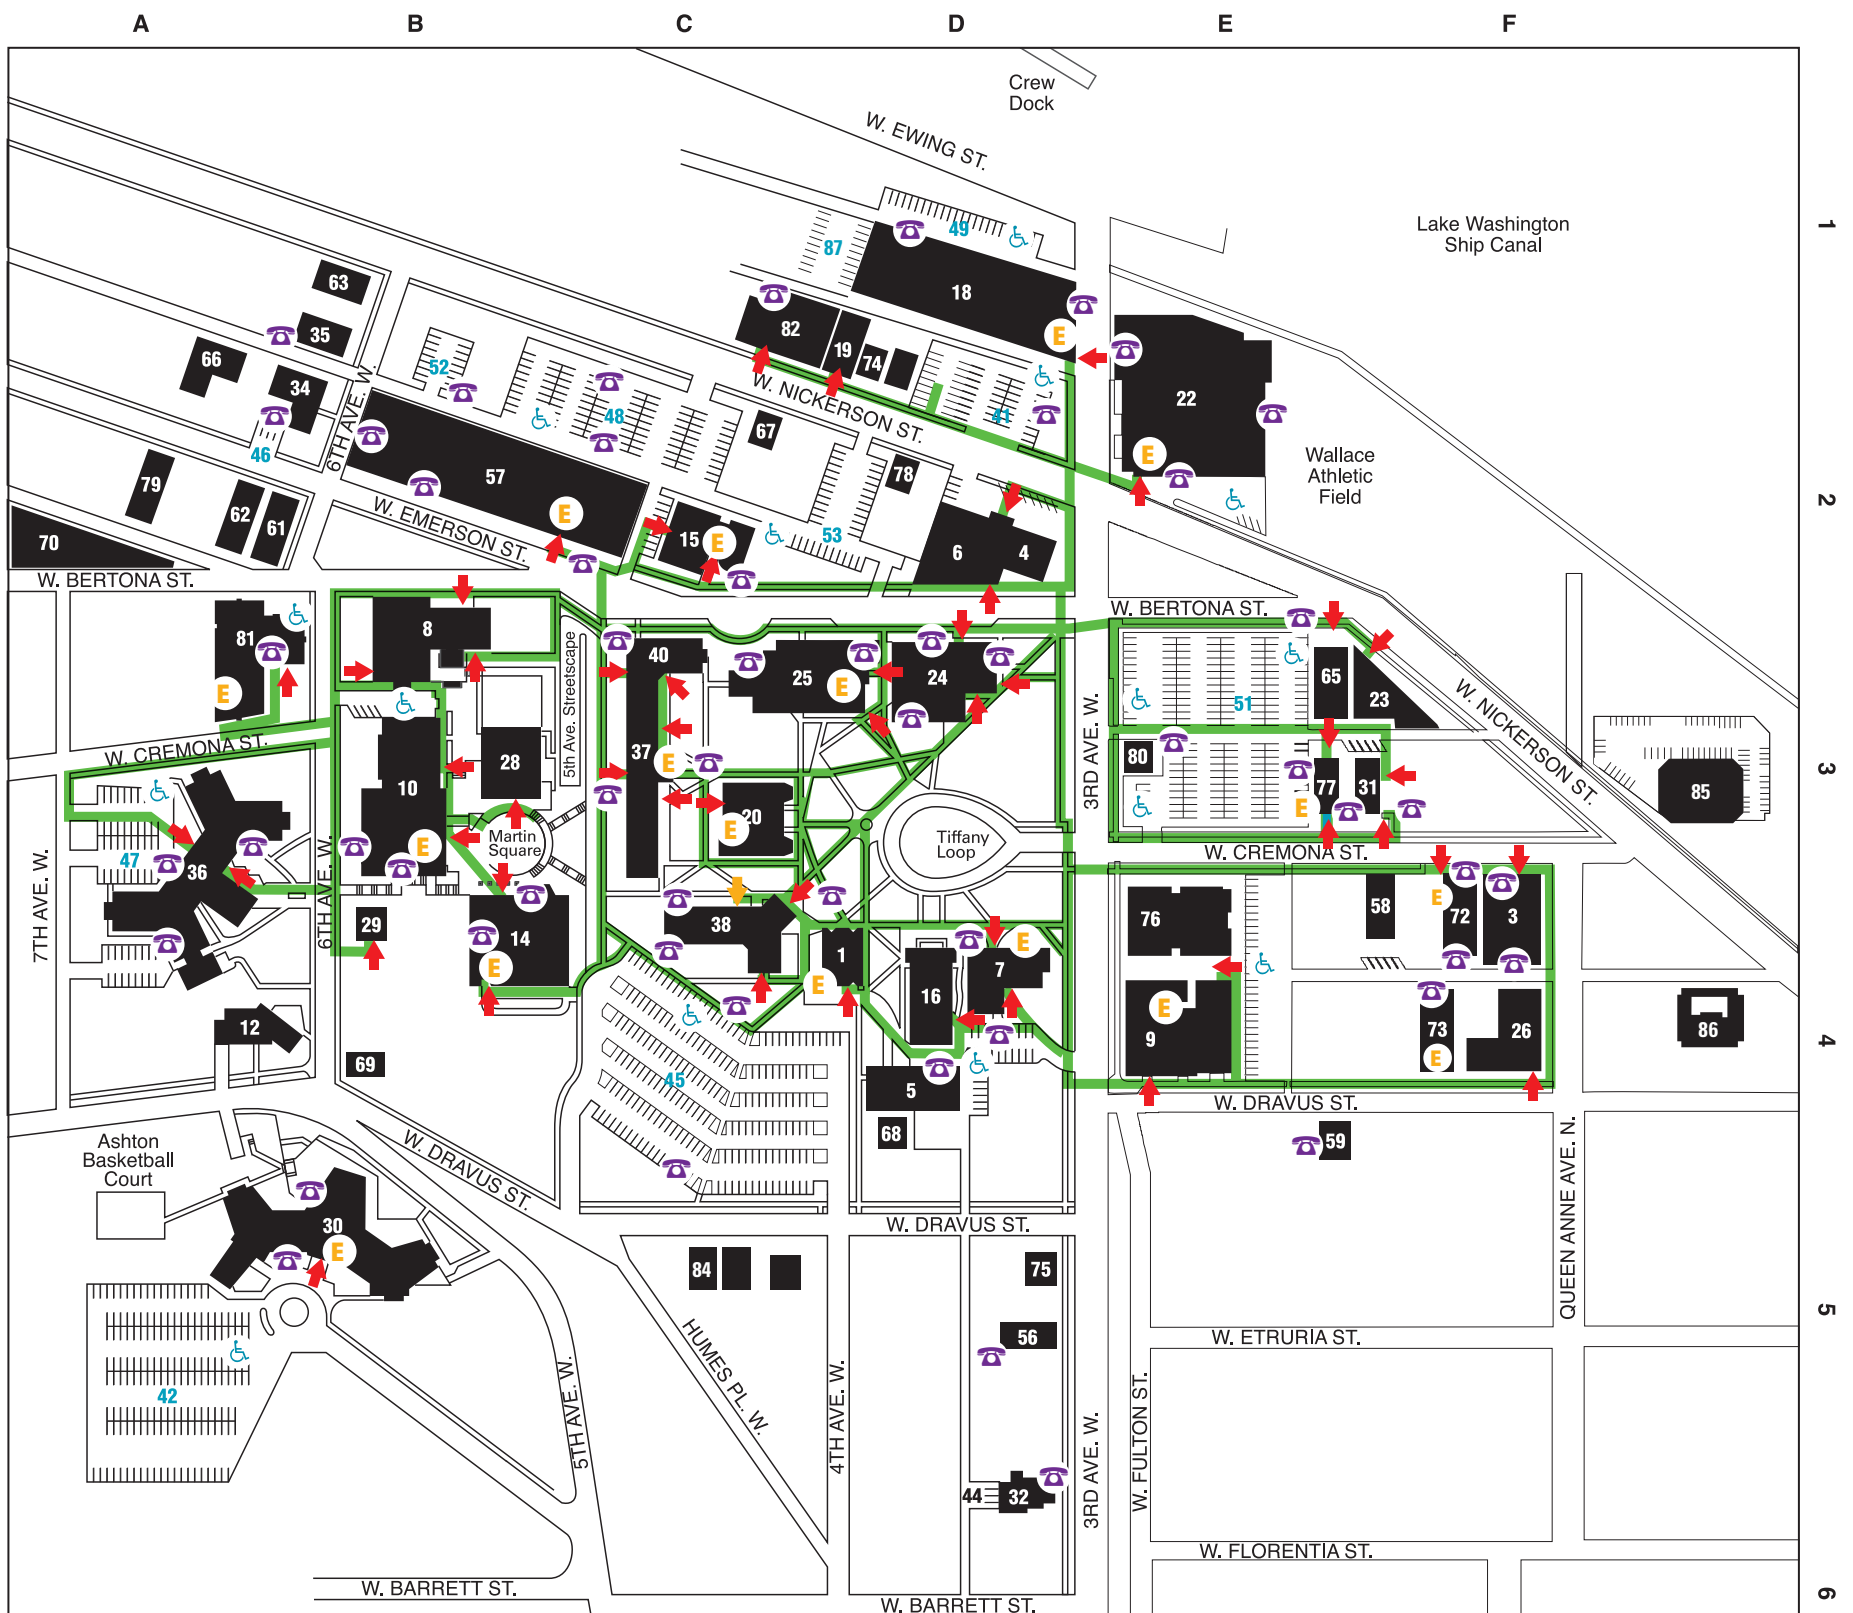 A
B
C
D
E
F
Crew
Dock
W. EWING ST.
49
87
1
Lake Washington
Ship Canal
63
18
82
35
E
19
66
74
52
34
W. NICKERSON ST.
22
48
41
67
6TH AVE. W.
46
E
Wallace
Athletic
Field
57
78
79
2
62
61
E
W. EMERSON ST.
15
E
53
70
6
4
W. BERTONA ST.
W. BERTONA ST.
81
8
40
25
24
65
E
E
23
51
5th Ave. Streetscape
3RD AVE. W.
W. NICKERSON ST.
W. CREMONA ST.
37
28
E
80
3
10
77
31
85
20
E
E
E
Martin
Square
Tiffany
Loop
W. CREMONA ST.
47
36
7TH AVE. W.
6TH AVE. W.
E
29
38
14
1
76
58
72
3
E
E
7
E
16
E
12
9
73
26
86
4
E
69
45
5
W. DRAVUS ST.
68
59
Ashton
Basketball
Court
W. DRAVUS ST.
30
E
W. DRAVUS ST.
QUEEN ANNE AVE. N.
84
75
5
56
W. ETRURIA ST.
HUMES PL. W.
42
5TH AVE. W.
4TH AVE. W.
3RD AVE. W.
W. FULTON ST.
44
32
W. FLORENTIA ST.
W. BARRETT ST.
W. BARRETT ST.
6